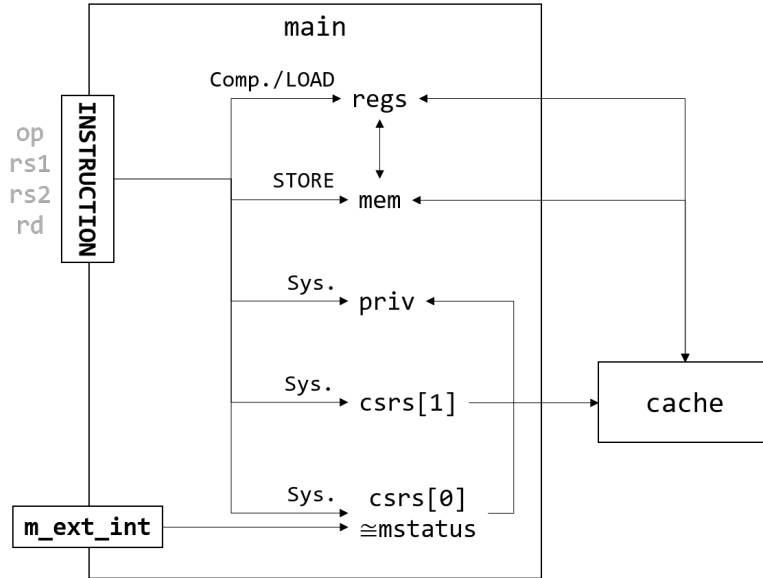 main
Comp./LOAD
regs
INSTRUCTION
op
rs1
rs2
rd
STORE
mem
Sys.
priv
Sys.
csrs[1]
cache
Sys.
csrs[0]
≅mstatus
m_ext_int